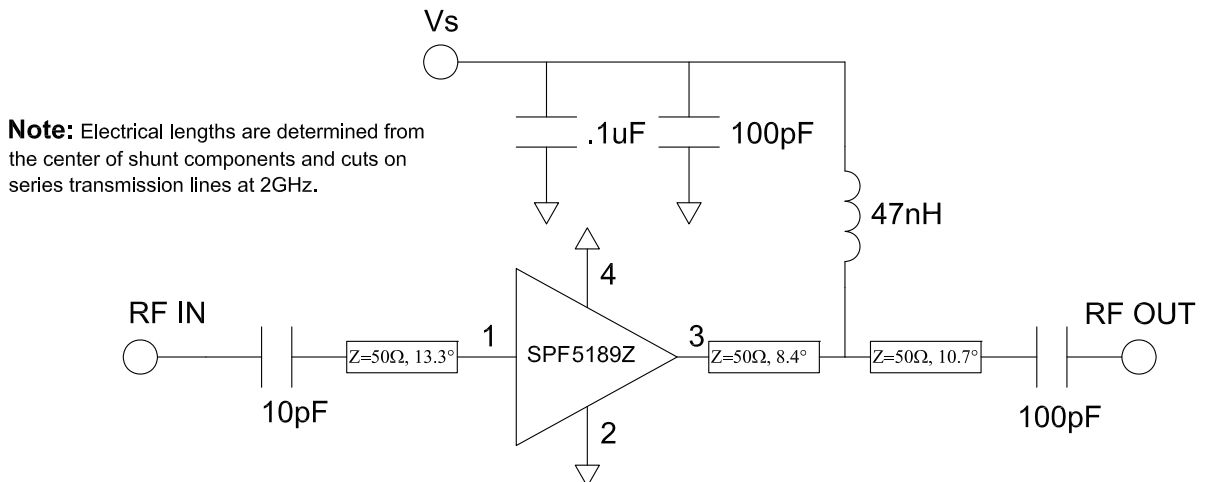 Vs
Note: Electrical lengths are determined from
the center of shunt components and cuts on
series transmission lines at 2GHz.
.1uF
100pF
47nH
4
RF IN
1
SPF5189Z
3
RF OUT
Z=50Ω, 13.3°
Z=50Ω, 8.4°
Z=50Ω, 10.7°
10pF
2
100pF